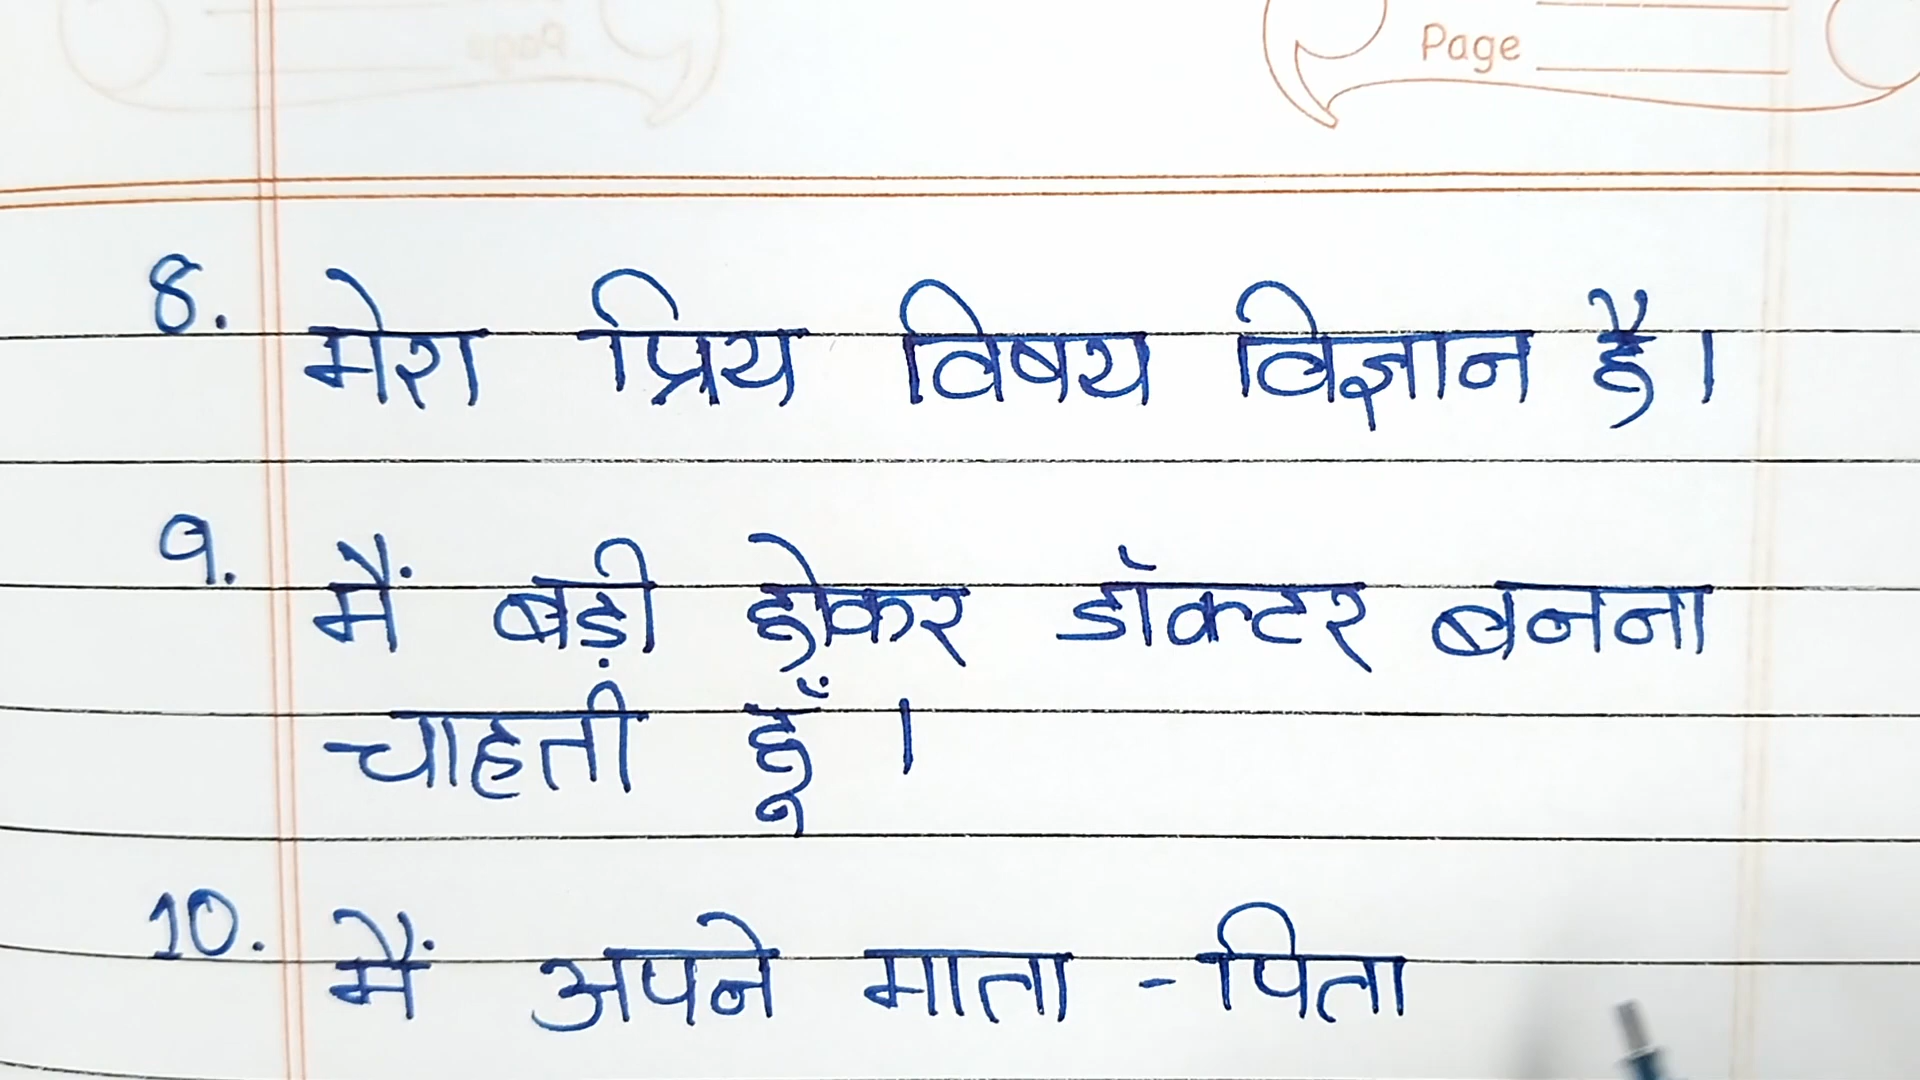 Page
8. मेरा प्रिय विषय विज्ञान है।
9. मैं बड़ी होकर डॉक्टर बनना
चाहती हूँ ।
10. मैं अपने माता - पिता